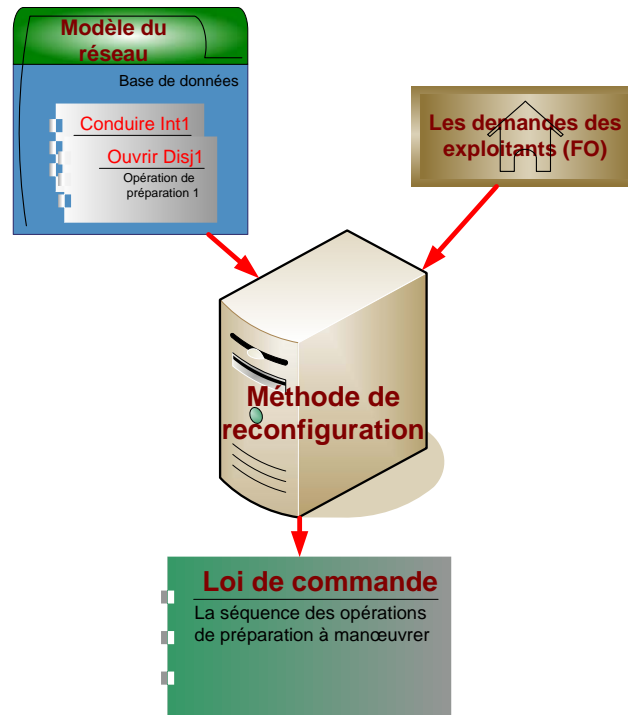 Modèle du
réseau
Base de données
Conduire Int1
Ouvrir Disj1
Opération de
préparation 1
Les demandes des
exploitants (FO)
Méthode de
reconfiguration
Loi de commande
La séquence des opérations
de préparation à manœuvrer